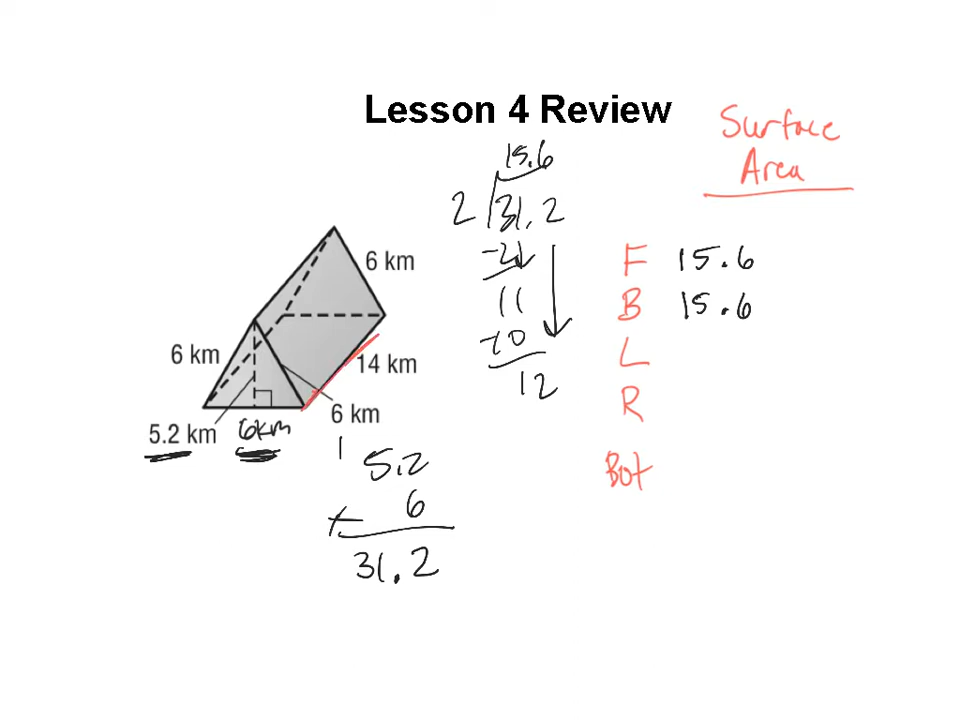 Lesson 4 Review
Surface
Area
15.6
2 31.2
-2
11
-10
12
6 km
6 km
14 km
6 km
5.2 km
6km
F 15.6
B 15.6
L
R
Bot
1
5.2
× 6
31.2